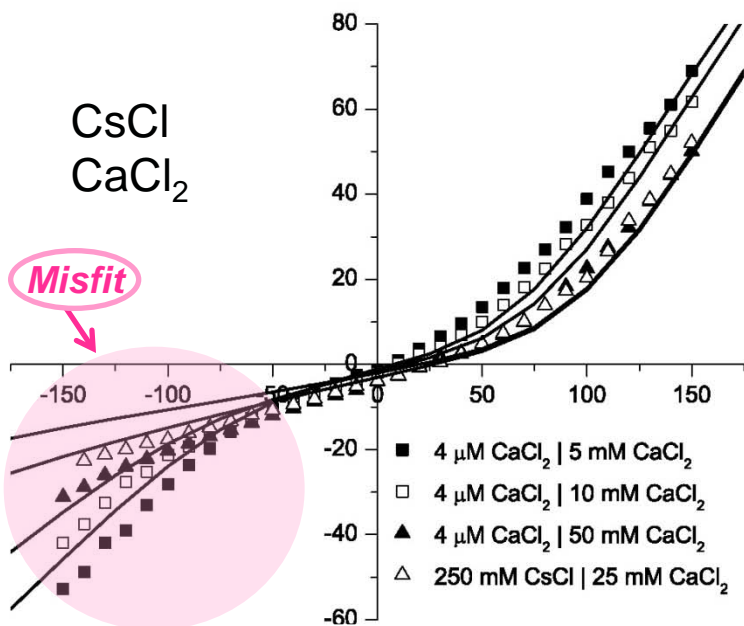 80
60
40
20
0
-20
-40
-60
-150
-100
-50
0
50
100
150
CsCl
CaCl₂
Misfit
4 μM CaCl₂ | 5 mM CaCl₂
4 μM CaCl₂ | 10 mM CaCl₂
4 μM CaCl₂ | 50 mM CaCl₂
250 mM CsCl | 25 mM CaCl₂